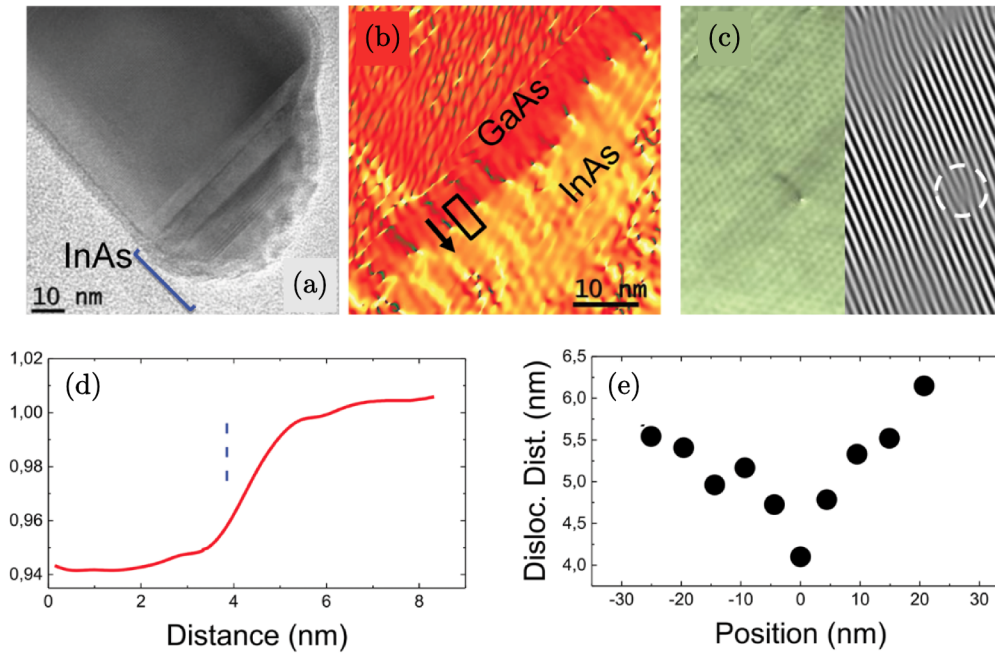 (a)
InAs
10 nm
(b)
GaAs
InAs
10 nm
(c)
(d)
1,02
1,00
0,98
0,96
0,94
0
2
4
6
8
Distance (nm)
(e)
Disloc. Dist. (nm)
6,5
6,0
5,5
5,0
4,5
4,0
-30
-20
-10
0
10
20
30
Position (nm)